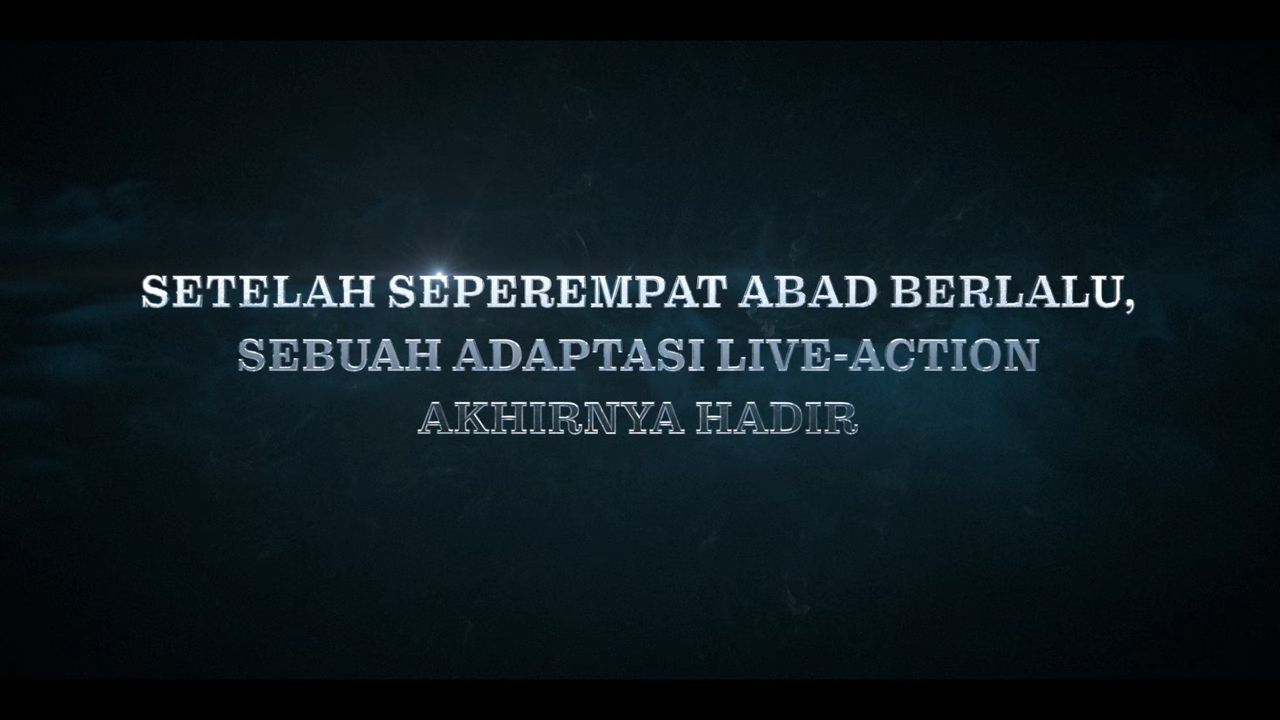 SETELAH SEPEREMPAT ABAD BERLALU,
SEBUAH ADAPTASI LIVE-ACTION
AKHIRNYA HADIR